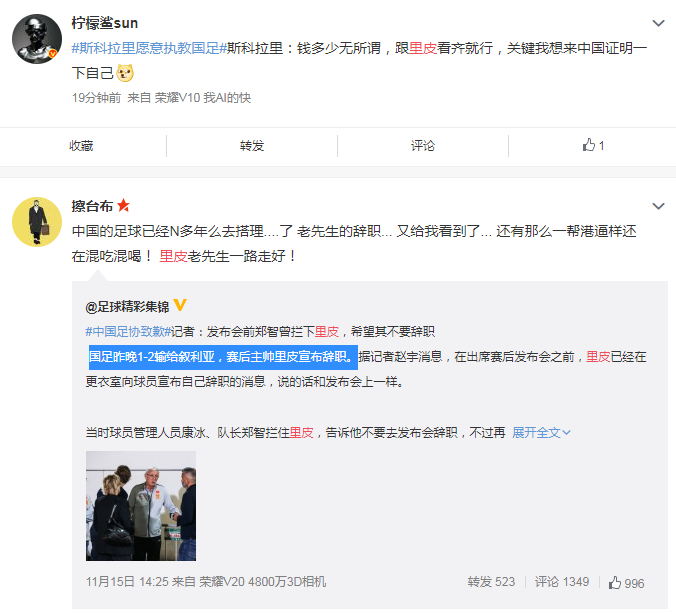 柠檬鲨sun
#斯科拉里愿意执教国足#斯科拉里：钱多少无所谓，跟里皮看齐就行，关键我想来中国证明一
下自己
19分钟前 来自 荣耀V10 我AI的快
收藏 转发 评论 1
擦台布
中国的足球已经N多年么去搭理....了 老先生的辞职... 又给我看到了... 还有那么一帮港逼样还
在混吃混喝！ 里皮老先生一路走好！
@足球精彩集锦
#中国足协致歉#记者：发布会前郑智曾拦下里皮，希望其不要辞职
国足昨晚1-2输给叙利亚，赛后主帅里皮宣布辞职。据记者赵宇消息，在出席赛后发布会之前，里皮已经在
更衣室向球员宣布自己辞职的消息，说的话和发布会上一样。
当时球员管理人员康冰、队长郑智拦住里皮，告诉他不要去发布会辞职，不过再 展开全文
11月15日 14:25 来自 荣耀V20 4800万3D相机 转发 523 评论 1349 996